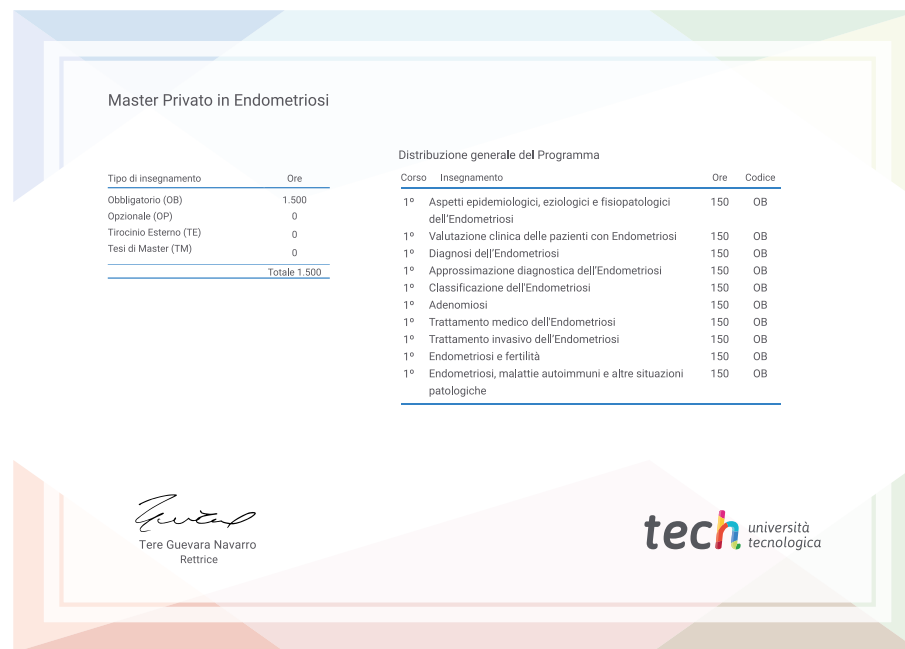 Master Privato in Endometriosi
Tipo di insegnamento Ore
Obbligatorio (OB) 1.500
Opzionale (OP) 0
Tirocinio Esterno (TE) 0
Tesi di Master (TM) 0
Totale 1.500
Distribuzione generale del Programma
Corso Insegnamento Ore Codice
1º Aspetti epidemiologici, eziologici e fisiopatologici 150 OB
dell'Endometriosi
1º Valutazione clinica delle pazienti con Endometriosi 150 OB
1º Diagnosi dell'Endometriosi 150 OB
1º Approssimazione diagnostica dell'Endometriosi 150 OB
1º Classificazione dell'Endometriosi 150 OB
1º Adenomiosi 150 OB
1º Trattamento medico dell'Endometriosi 150 OB
1º Trattamento invasivo dell'Endometriosi 150 OB
1º Endometriosi e fertilità 150 OB
1º Endometriosi, malattie autoimmuni e altre situazioni 150 OB
patologiche
Tere Guevara Navarro
Rettrice
tech università
tecnologica